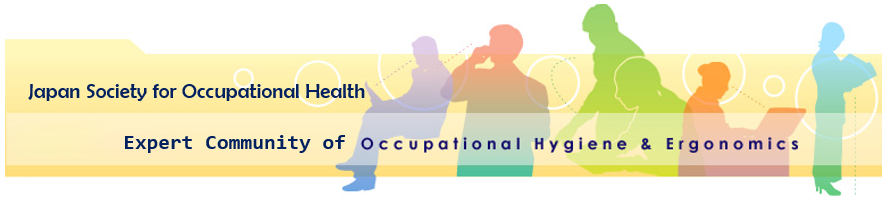 Japan Society for Occupational Health
Expert Community of Occupational Hygiene & Ergonomics